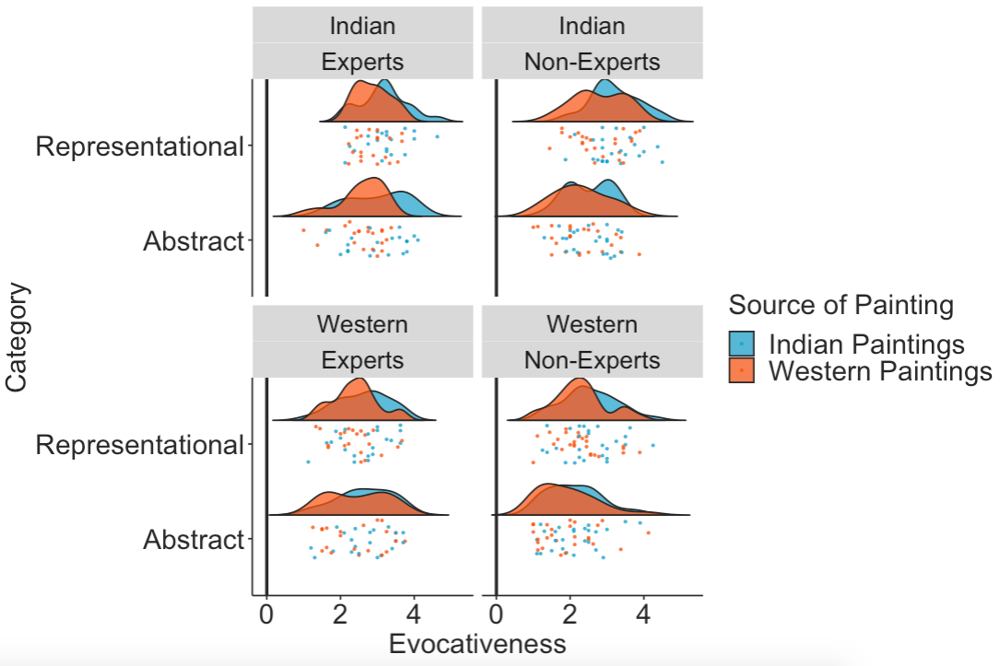 Indian
Indian
Experts
Non-Experts
Representational
Abstract
Category
Western
Western
Experts
Non-Experts
Representational
Abstract
0 2 4 0 2 4
Evocativeness
Source of Painting
Indian Paintings
Western Paintings